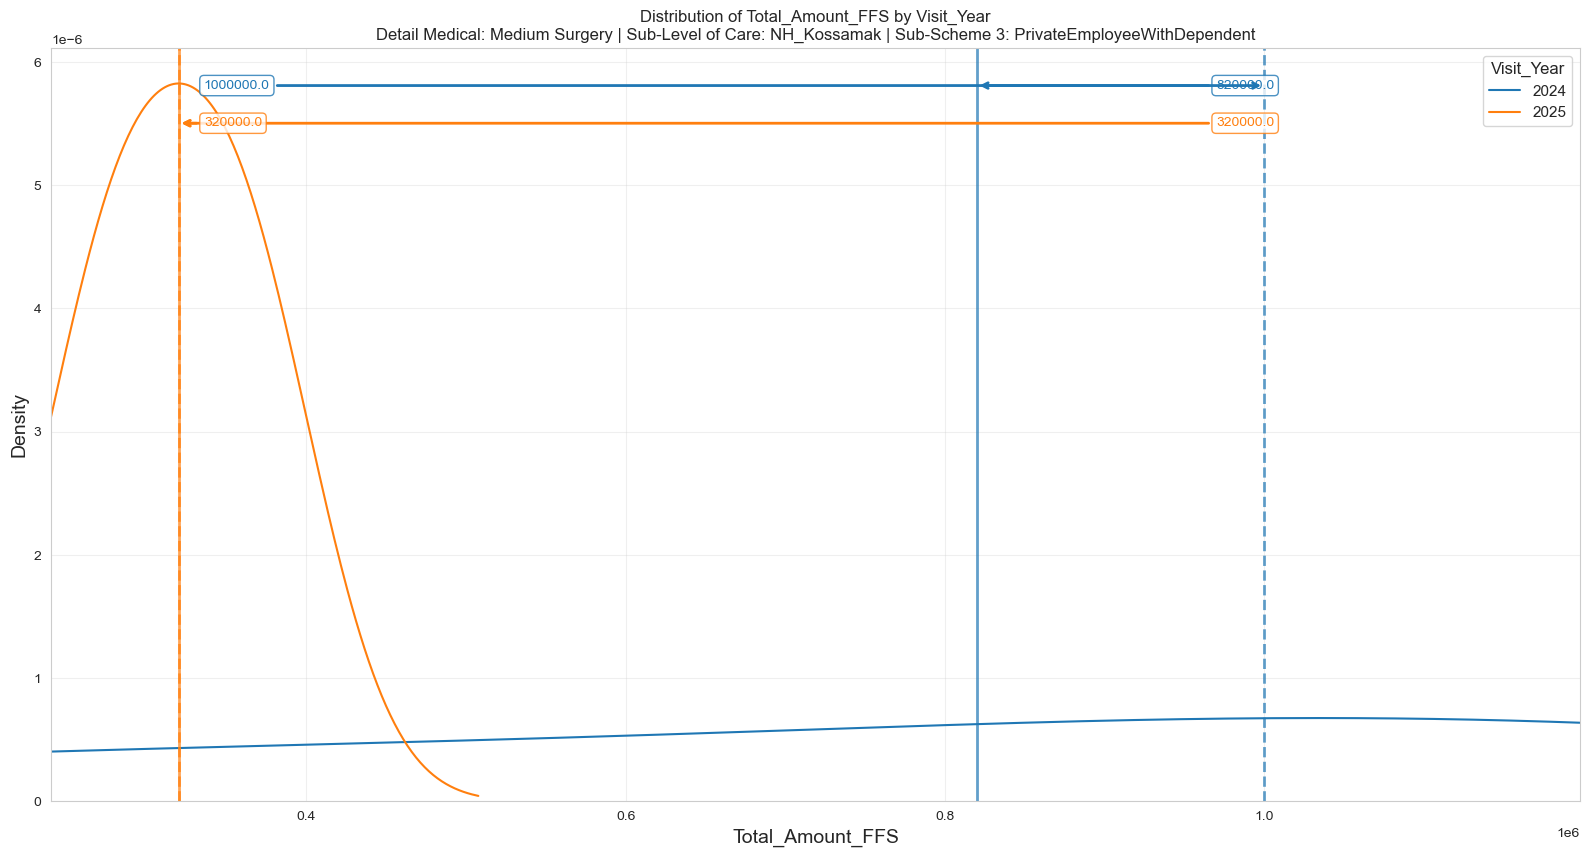 Distribution of Total_Amount_FFS by Visit_Year
Detail Medical: Medium Surgery | Sub-Level of Care: NH_Kossamak | Sub-Scheme 3: PrivateEmployeeWithDependent
1e−6
6
5
4
3
2
1
0
Density
1000000.0
820000.0
320000.0
320000.0
Visit_Year
2024
2025
0.4
0.6
0.8
1.0
1e6
Total_Amount_FFS